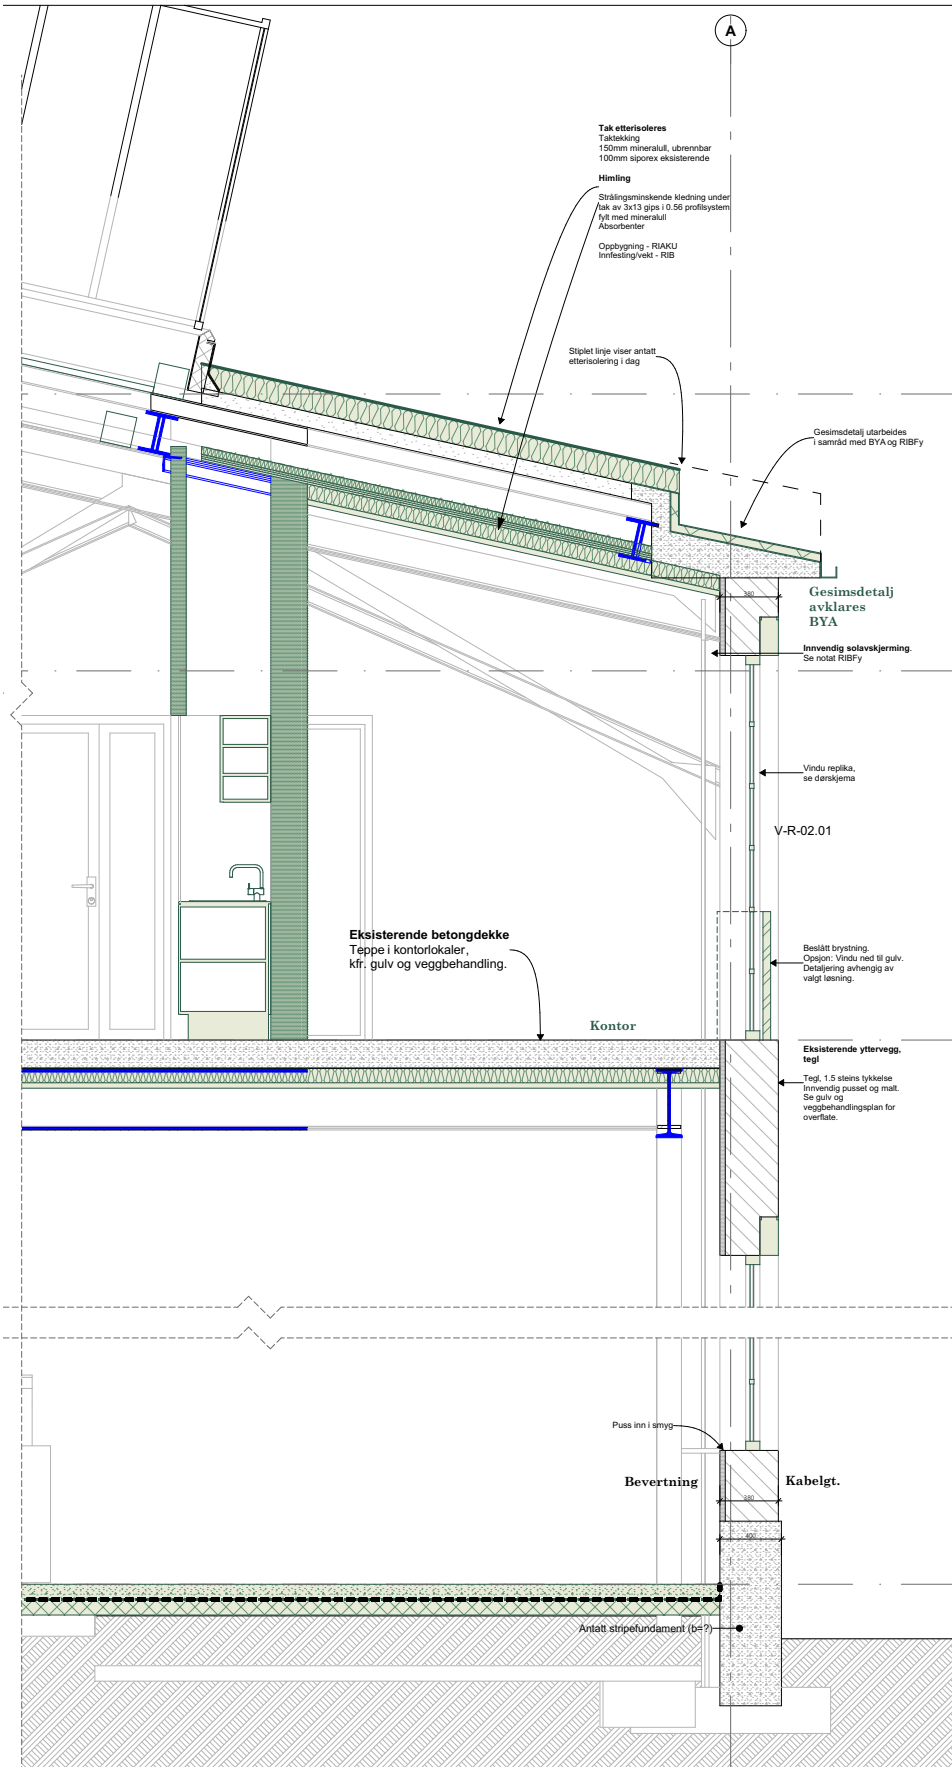 A
Tak etterisoleres
Taktekking
150mm mineralull, ubrennbar
100mm siporex eksisterende
Himling
Strålingsminskende kledning under
tak av 3x13 gips i 0.56 profilsystem
fylt med mineralull
Absorbenter
Oppbygning - RIAKU
Innfesting/vekt - RIB
Stiplet linje viser antatt
etterisolering i dag
Gesimsdetalj utarbeides
i samråd med BYA og RIBFy
380
Gesimsdetalj
avklares
BYA
Innvendig solavskjerming.
Se notat RIBFy
Vindu replika,
se dørskjema
V-R-02.01
Eksisterende betongdekke
Teppe i kontorlokaler,
kfr. gulv og veggbehandling.
Beslått brystning.
Opsjon: Vindu ned til gulv.
Detaljering avhengig av
valgt løsning.
Kontor
Eksisterende yttervegg,
tegl
Tegl, 1.5 steins tykkelse
Innvendig pusset og malt.
Se gulv og
veggbehandlingsplan for
overflate.
Puss inn i smyg
Bevertning
Kabelgt.
380
400
Antatt stripefundament (b=?)